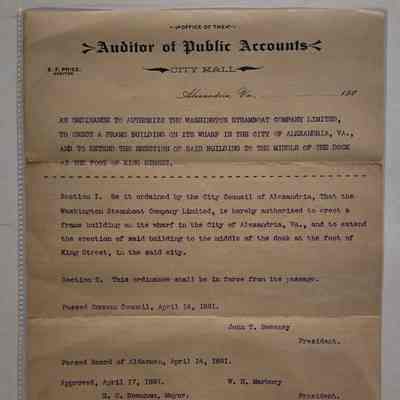 OFFICE OF THE
Auditor of Public Accounts
E. F. PRICE,
AUDITOR
CITY HALL
Alexandria, Va. 190
AN ORDINANCE TO AUTHORIZE THE WASHINGTON STEAMBOAT COMPANY LIMITED,
TO ERECT A FRAME BUILDING ON ITS WHARF IN THE CITY OF ALEXANDRIA, VA.,
AND TO EXTEND THE ERECTION OF SAID BUILDING TO THE MIDDLE OF THE DOCK
AT THE FOOT OF KING STREET.
Section I. Be it ordained by the City Council of Alexandria, That the
Washington Steamboat Company Limited, is hereby authorized to erect a
frame building on its wharf in the City of Alexandria, Va., and to extend
the erection of said building to the middle of the dock at the foot of
King Street, in the said city.
Section 2. This ordinance shall be in force from its passage.
Passed Common Council, April 14, 1891.
John T. Sweeney
President.
Passed Board of Aldermen, April 14, 1891.
Approved, April 17, 1891. W. H. Marbury
President.
Mayor.